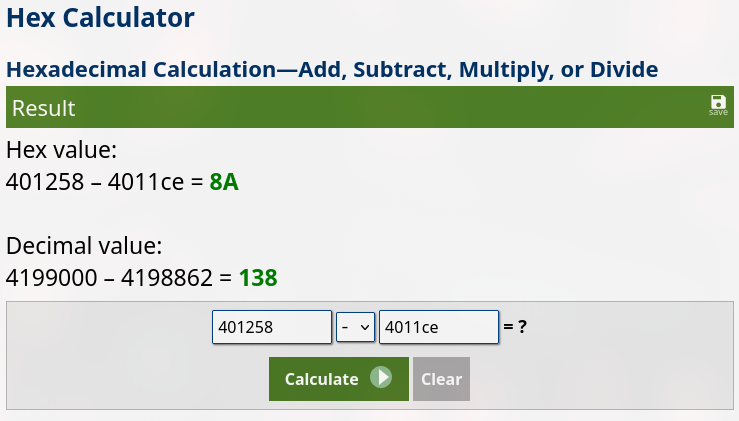 Hex Calculator
Hexadecimal Calculation—Add, Subtract, Multiply, or Divide
Result
save
Hex value:
401258 – 4011ce = 8A
Decimal value:
4199000 – 4198862 = 138
401258 - 4011ce = ?
Calculate Clear